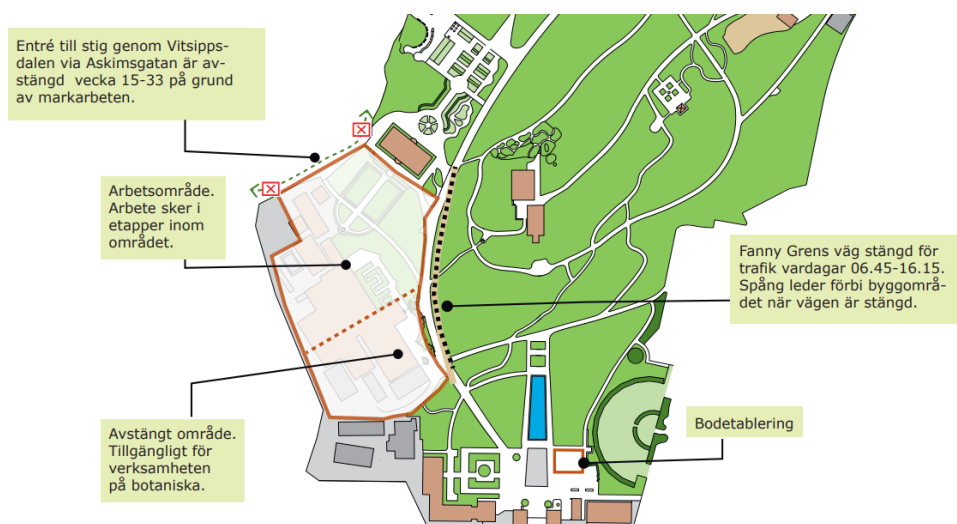 Entré till stig genom Vitsipps-
dalen via Askimsgatan är av-
stängd vecka 15-33 på grund
av markarbeten.
Arbetsområde.
Arbete sker i
etapper inom
området.
Fanny Grens väg stängd för
trafik vardagar 06.45-16.15.
Spång leder förbi byggområ-
det när vägen är stängd.
Avstängt område.
Tillgängligt för
verksamheten
på botaniska.
Bodetablering